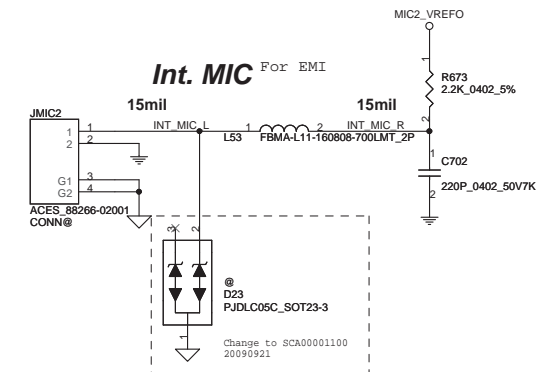 MIC2_VREFO
Int. MIC For EMI
1
R673
2.2K_0402_5%
2
15mil
15mil
JMIC2
1 1 INT_MIC_L 1 2 INT_MIC_R
2 2
L53 FBMA-L11-160808-700LMT_2P
1
C702
220P_0402_50V7K
2
G1 3
G2 4
ACES_88266-02001
CONN@
3 2
@
D23
PJDLC05C_SOT23-3
1
Change to SCA00001100
20090921